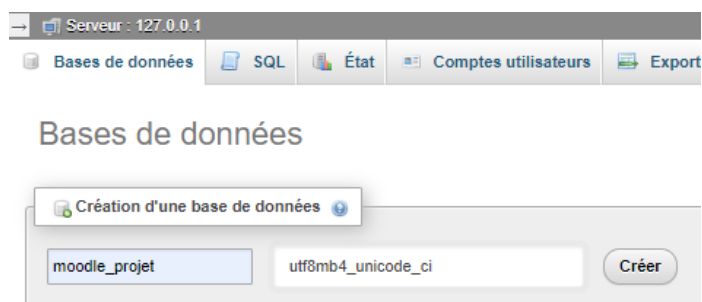 → Serveur : 127.0.0.1
Bases de données SQL État Comptes utilisateurs Export
Bases de données
Création d'une base de données
moodle_projet utf8mb4_unicode_ci Créer